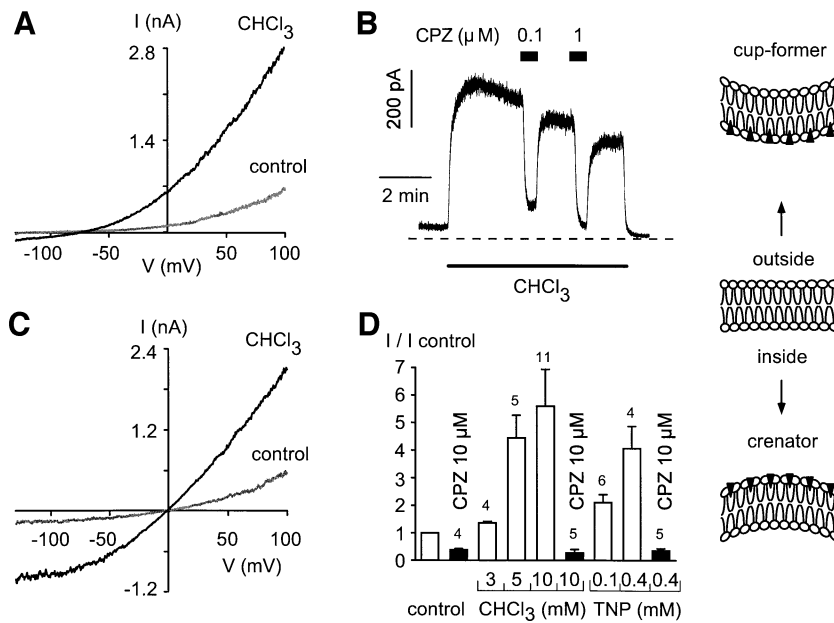 A
I (nA)
CHCl3
2.8
1.4
control
-100
-50
50
100
V (mV)
B
CPZ (µ M) 0.1 1
200 pA
2 min
CHCl3
cup-former
outside
inside
crenator
C
I (nA)
CHCl3
2.4
1.2
control
-100
-50
50
100
V (mV)
-1.2
D
I / I control
7
6
5
4
3
2
1
0
4
CPZ 10 µM
4
5
11
5
CPZ 10 µM
6
4
5
CPZ 10 µM
3 5 10 10 0.1 0.4 0.4
control CHCl3 (mM) TNP (mM)